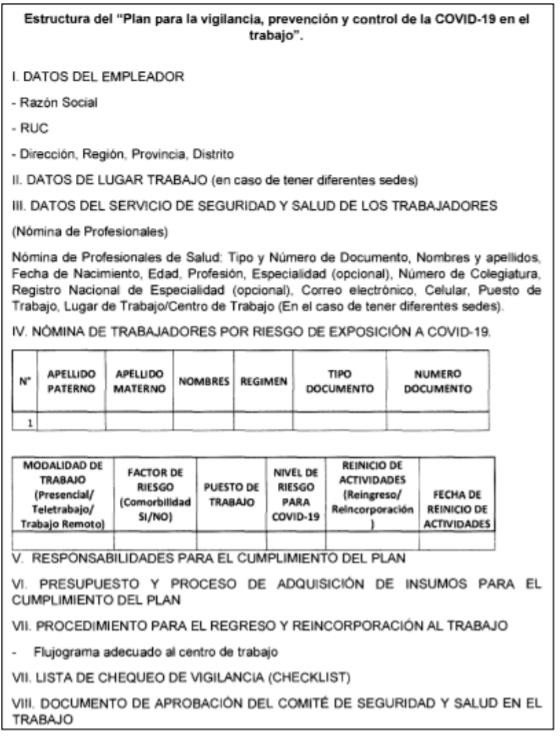 Estructura del "Plan para la vigilancia, prevención y control de la COVID-19 en el
trabajo".
I. DATOS DEL EMPLEADOR
- Razón Social
- RUC
- Dirección, Región, Provincia, Distrito
II. DATOS DE LUGAR TRABAJO (en caso de tener diferentes sedes)
III. DATOS DEL SERVICIO DE SEGURIDAD Y SALUD DE LOS TRABAJADORES
(Nómina de Profesionales)
Nómina de Profesionales de Salud: Tipo y Número de Documento, Nombres y apellidos,
Fecha de Nacimiento, Edad, Profesión, Especialidad (opcional), Número de Colegiatura,
Registro Nacional de Especialidad (opcional), Correo electrónico, Celular, Puesto de
Trabajo, Lugar de Trabajo/Centro de Trabajo (En el caso de tener diferentes sedes).
IV. NÓMINA DE TRABAJADORES POR RIESGO DE EXPOSICIÓN A COVID-19.
N°
APELLIDO
PATERNO
APELLIDO
MATERNO
NOMBRES
REGIMEN
TIPO
DOCUMENTO
NUMERO
DOCUMENTO
1
MODALIDAD DE
TRABAJO
(Presencial/
Teletrabajo/
Trabajo Remoto)
FACTOR DE
RIESGO
(Comorbilidad
SI/NO)
PUESTO DE
TRABAJO
NIVEL DE
RIESGO
PARA
COVID-19
REINICIO DE
ACTIVIDADES
(Reingreso/
Reincorporación
)
FECHA DE
REINICIO DE
ACTIVIDADES
V. RESPONSABILIDADES PARA EL CUMPLIMIENTO DEL PLAN
VI. PRESUPUESTO Y PROCESO DE ADQUISICIÓN DE INSUMOS PARA EL
CUMPLIMIENTO DEL PLAN
VII. PROCEDIMIENTO PARA EL REGRESO Y REINCORPORACIÓN AL TRABAJO
- Flujograma adecuado al centro de trabajo
VII. LISTA DE CHEQUEO DE VIGILANCIA (CHECKLIST)
VIII. DOCUMENTO DE APROBACIÓN DEL COMITÉ DE SEGURIDAD Y SALUD EN EL
TRABAJO